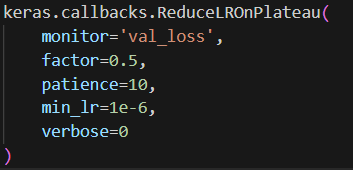 keras.callbacks.ReduceLROnPlateau(
    monitor='val_loss',
    factor=0.5,
    patience=10,
    min_lr=1e-6,
    verbose=0
)